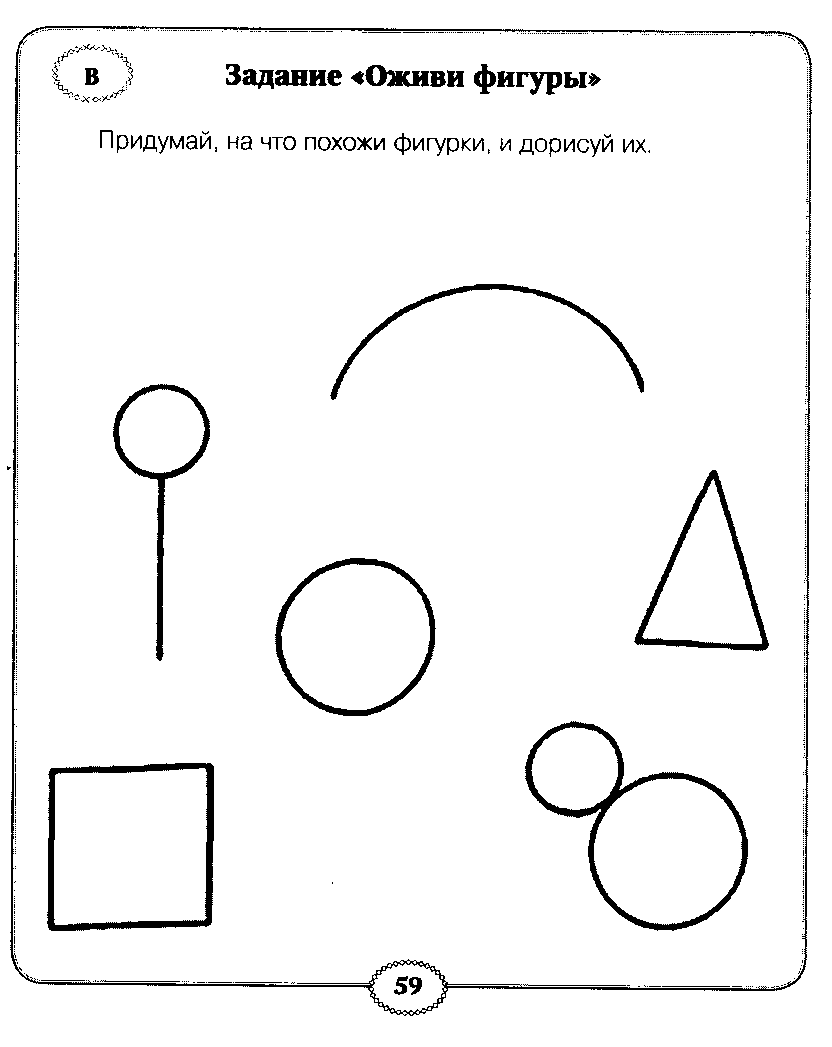 В
Задание «Оживи фигуры»
Придумай, на что похожи фигурки, и дорисуй их.
59